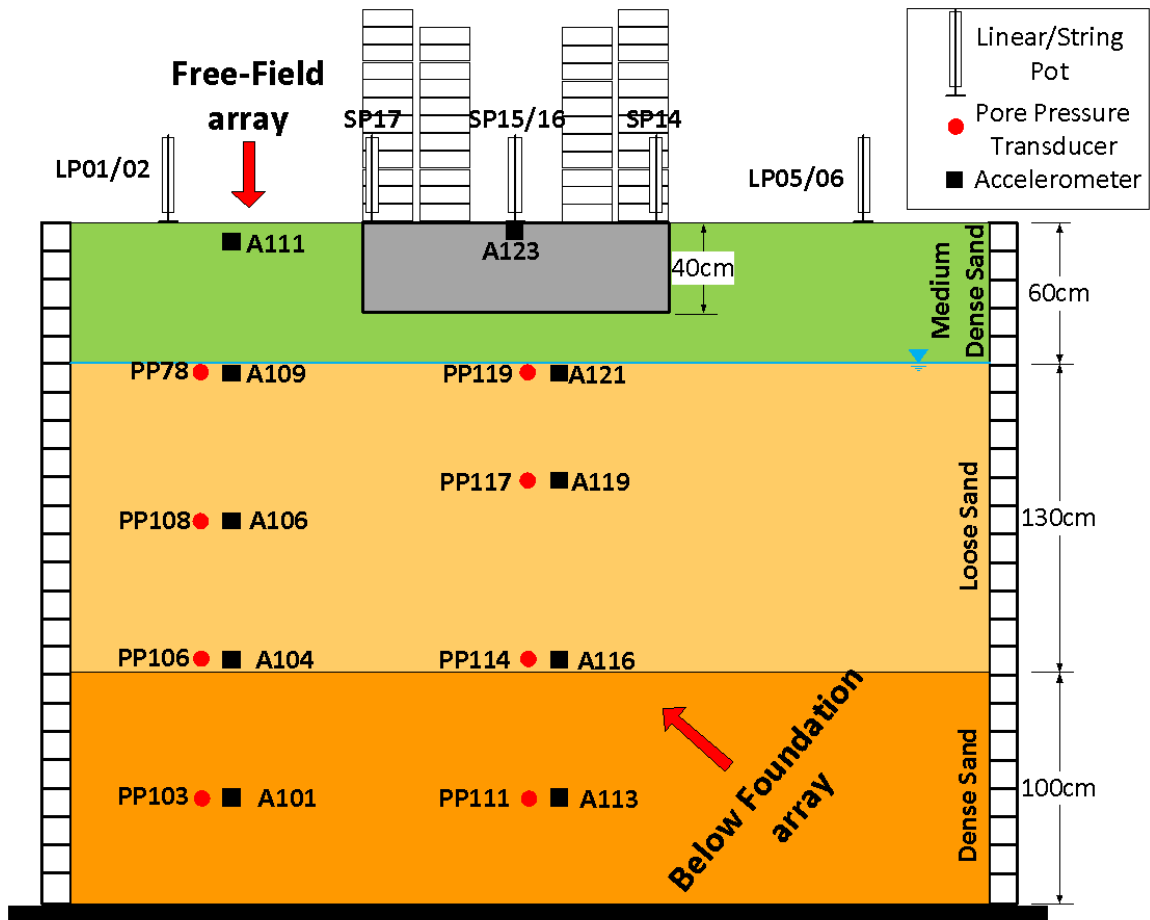 Linear/String
Pot
Pore Pressure
Transducer
Accelerometer
Free-Field
array
SP17
SP15/16
SP14
LP01/02
LP05/06
A111
A123
40cm
Medium
Dense Sand
60cm
PP78
A109
PP119
A121
PP117
A119
PP108
A106
Loose Sand
130cm
PP106
A104
PP114
A116
Below Foundation
array
PP103
A101
PP111
A113
Dense Sand
100cm